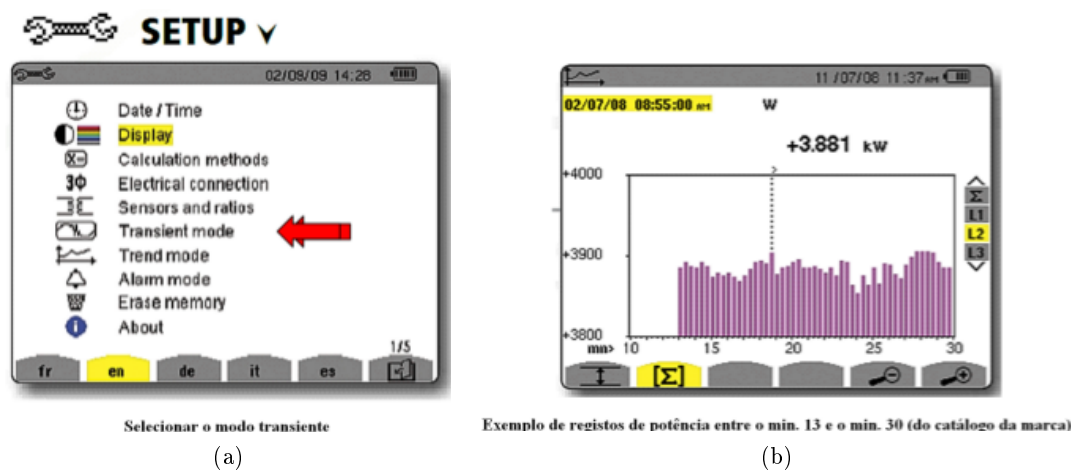 SETUP
02/09/09 14:28
Date / Time
Display
Calculation methods
3Φ Electrical connection
Sensors and ratios
Transient mode
Trend mode
Alarm mode
Erase memory
About
1/5
fr en de it es
Selecionar o modo transiente
(a)
11/07/08 11:37 AM
02/07/08 08:55:00 AM W
+3.881 kW
+4000
+3900
+3800
mn> 10 15 20 25 30
Σ
L1
L2
L3
[Σ]
Exemplo de registos de potência entre o min. 13 e o min. 30 (do catálogo da marca)
(b)